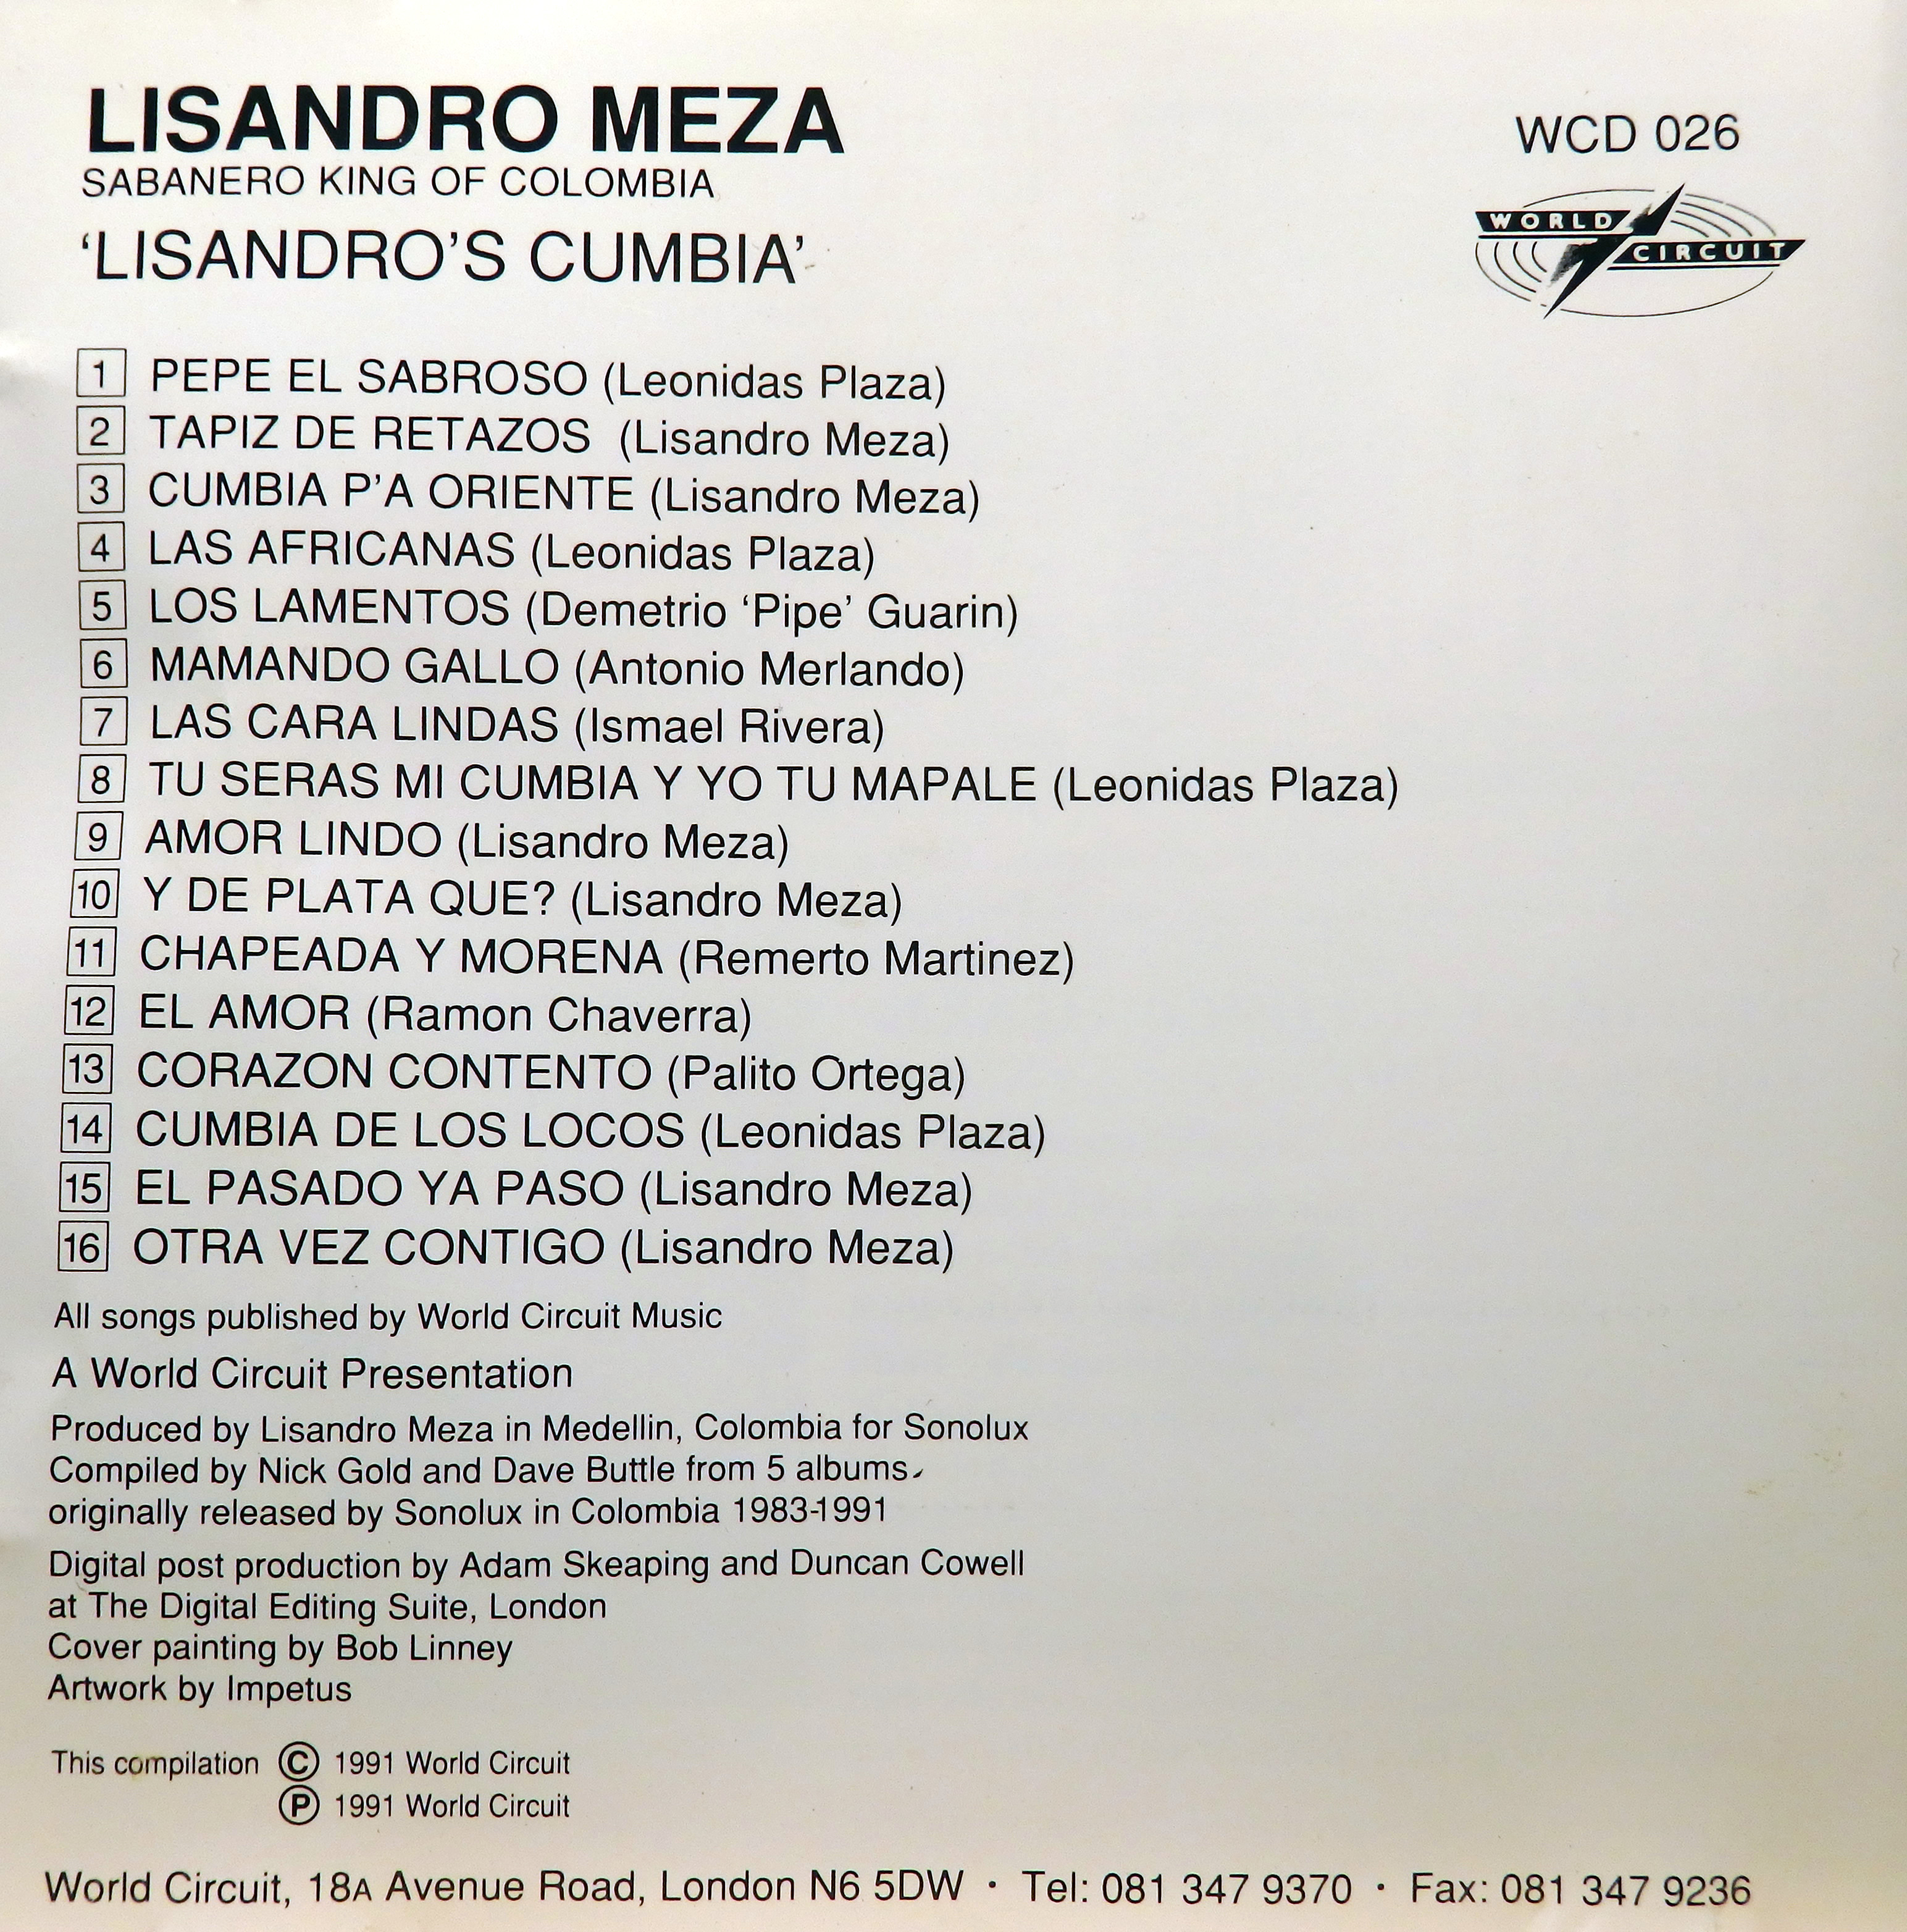 LISANDRO MEZA
SABANERO KING OF COLOMBIA
‘LISANDRO’S CUMBIA’
WCD 026
WORLD
CIRCUIT
1 PEPE EL SABROSO (Leonidas Plaza)
2 TAPIZ DE RETAZOS (Lisandro Meza)
3 CUMBIA P’A ORIENTE (Lisandro Meza)
4 LAS AFRICANAS (Leonidas Plaza)
5 LOS LAMENTOS (Demetrio ‘Pipe’ Guarin)
6 MAMANDO GALLO (Antonio Merlando)
7 LAS CARA LINDAS (Ismael Rivera)
8 TU SERAS MI CUMBIA Y YO TU MAPALE (Leonidas Plaza)
9 AMOR LINDO (Lisandro Meza)
10 Y DE PLATA QUE? (Lisandro Meza)
11 CHAPEADA Y MORENA (Remerto Martinez)
12 EL AMOR (Ramon Chaverra)
13 CORAZON CONTENTO (Palito Ortega)
14 CUMBIA DE LOS LOCOS (Leonidas Plaza)
15 EL PASADO YA PASO (Lisandro Meza)
16 OTRA VEZ CONTIGO (Lisandro Meza)
All songs published by World Circuit Music
A World Circuit Presentation
Produced by Lisandro Meza in Medellin, Colombia for Sonolux
Compiled by Nick Gold and Dave Buttle from 5 albums,
originally released by Sonolux in Colombia 1983-1991
Digital post production by Adam Skeaping and Duncan Cowell
at The Digital Editing Suite, London
Cover painting by Bob Linney
Artwork by Impetus
This compilation © 1991 World Circuit
℗ 1991 World Circuit
World Circuit, 18A Avenue Road, London N6 5DW · Tel: 081 347 9370 · Fax: 081 347 9236